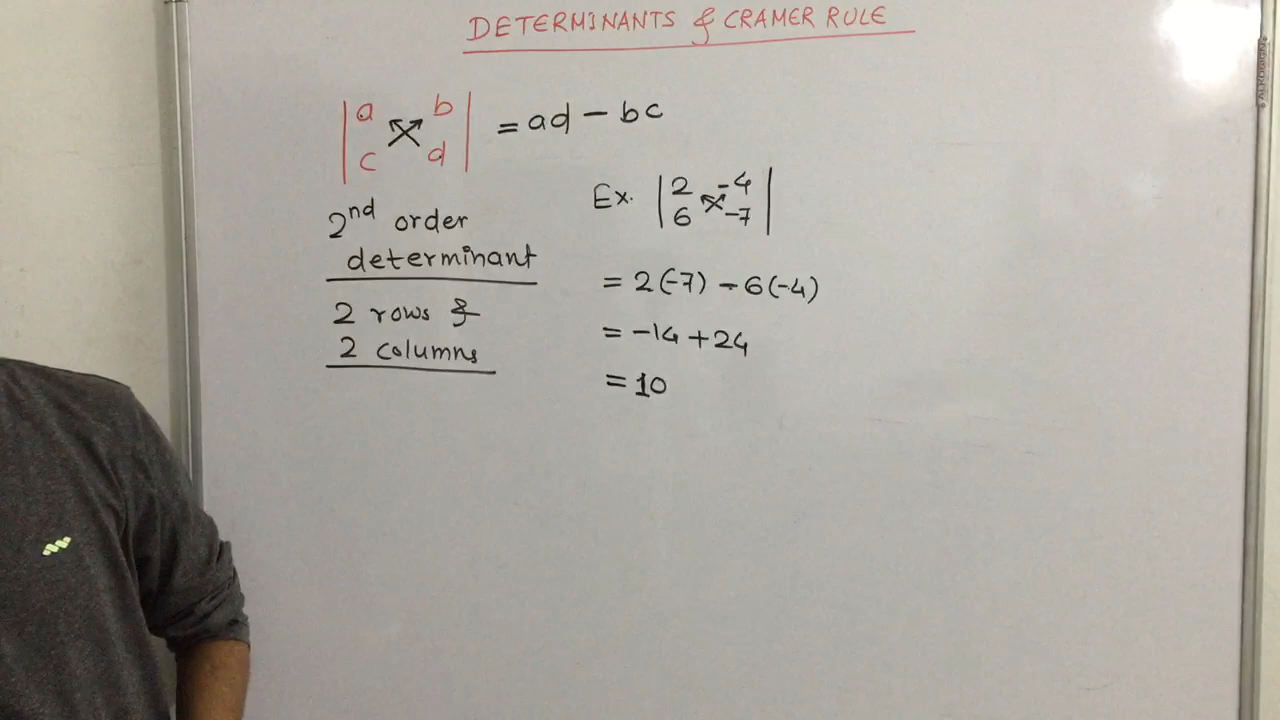 DETERMINANTS & CRAMER RULE
|a b|
|c d| = ad - bc
2nd order
determinant
2 rows &
2 columns
Ex. |2 -4|
|6 -7|
= 2(-7) - 6(-4)
= -14 + 24
= 10
ALKOSIGN